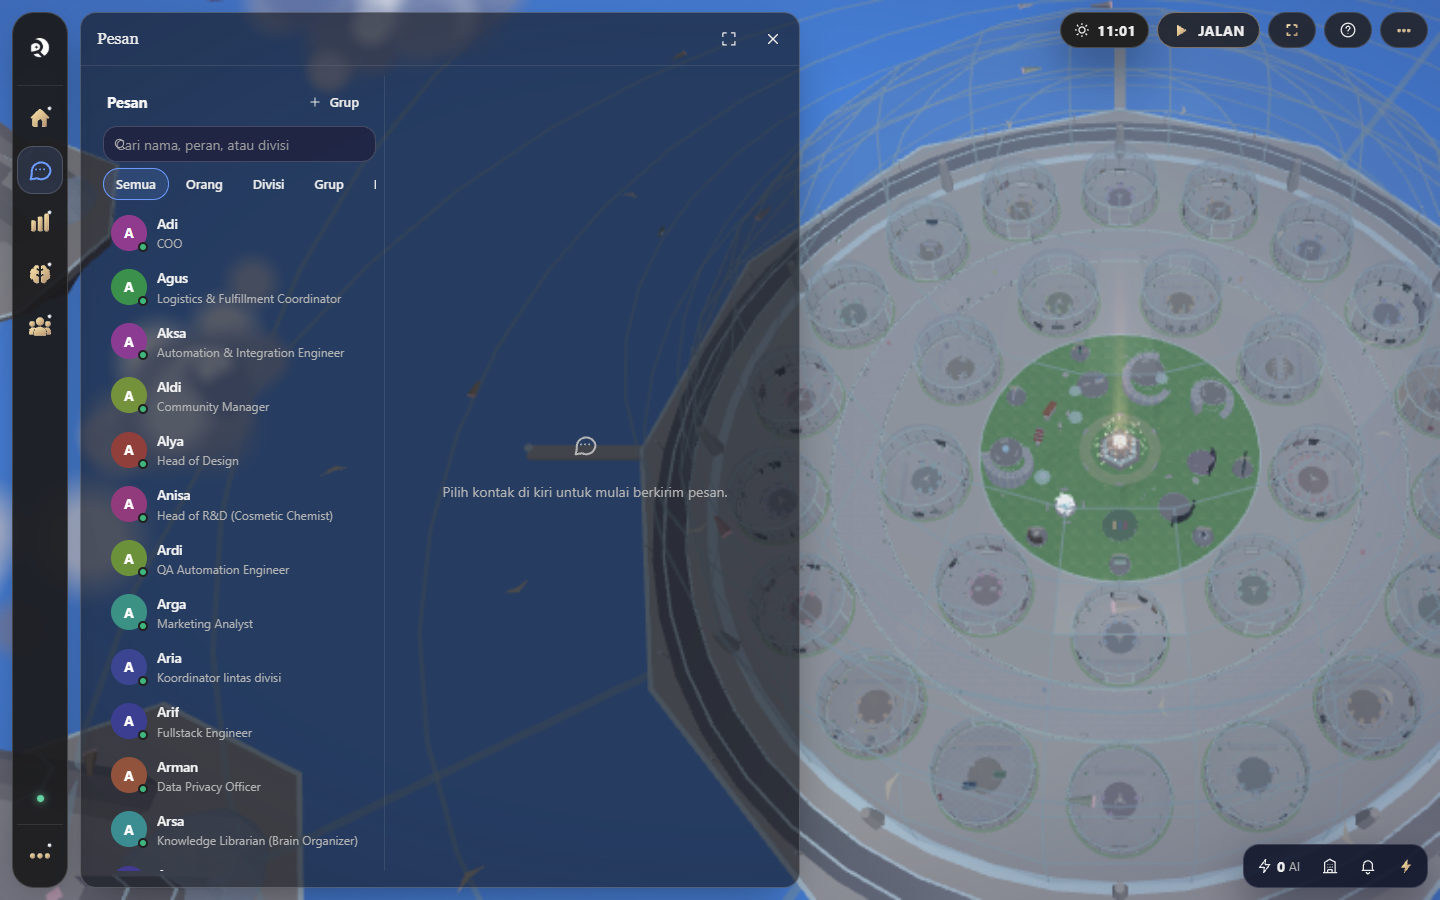 Pesan
11:01
JALAN
Pesan
+ Grup
Cari nama, peran, atau divisi
Semua
Orang
Divisi
Grup
A
Adi
COO
A
Agus
Logistics & Fulfillment Coordinator
A
Aksa
Automation & Integration Engineer
A
Aldi
Community Manager
A
Alya
Head of Design
A
Anisa
Head of R&D (Cosmetic Chemist)
A
Ardi
QA Automation Engineer
A
Arga
Marketing Analyst
A
Aria
Koordinator lintas divisi
A
Arif
Fullstack Engineer
A
Arman
Data Privacy Officer
A
Arsa
Knowledge Librarian (Brain Organizer)
Pilih kontak di kiri untuk mulai berkirim pesan.
0 AI